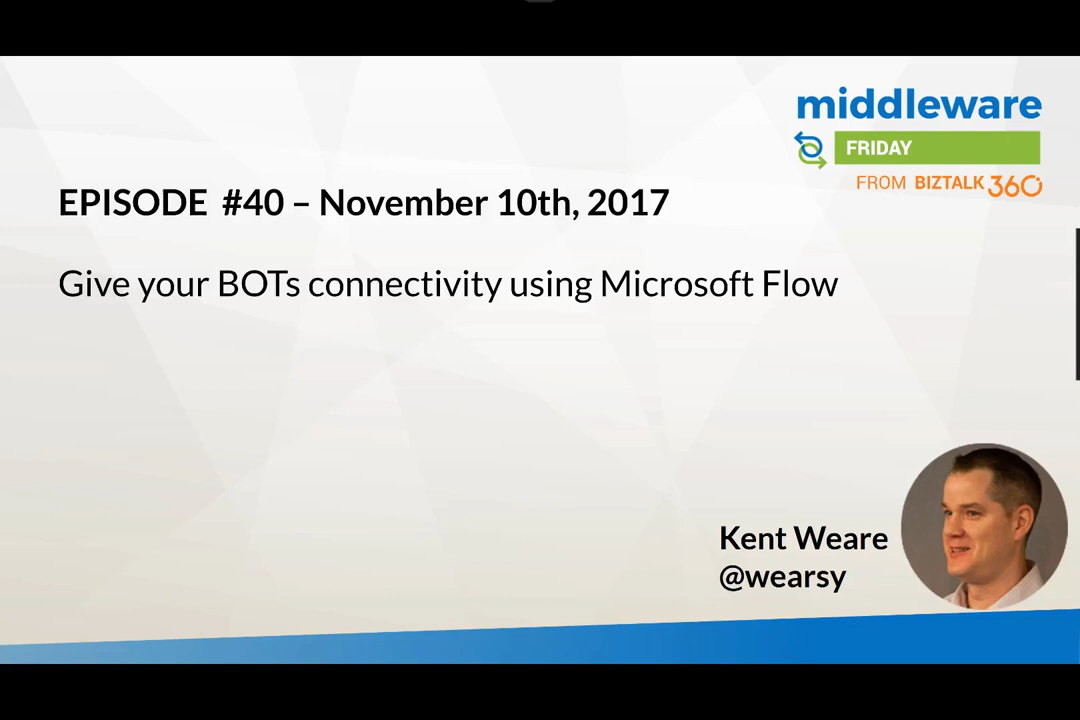 middleware
FRIDAY
FROM BIZTALK 360
EPISODE #40 – November 10th, 2017
Give your BOTs connectivity using Microsoft Flow
Kent Weare
@wearsy